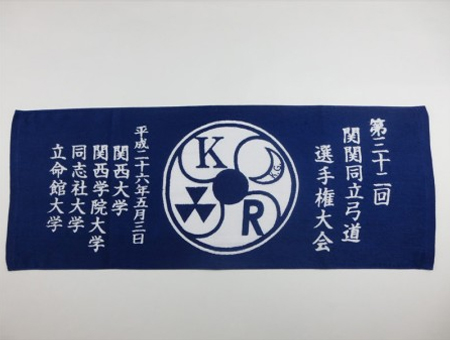 第三十二回
関関同立弓道
選手権大会
K
R
平成二十六年五月三日
関西大学
関西学院大学
同志社大学
立命館大学